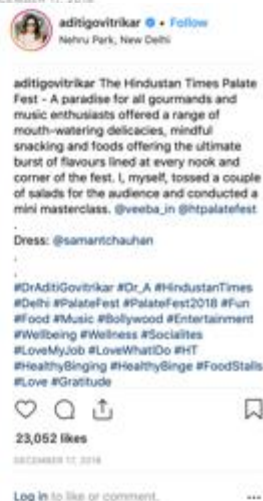 aditigovitrikar • Follow
Nehru Park, New Delhi
aditigovitrikar The Hindustan Times Palate
Fest - A paradise for all gourmands and
music enthusiasts offered a range of
mouth-watering delicacies, mindful
snacking and foods offering the ultimate
burst of flavours lined at every nook and
corner of the fest. I, myself, tossed a couple
of salads for the audience and conducted a
mini masterclass. @veeba_in @htpalatefest
.
Dress: @samantchauhan
.
.
#DrAditiGovitrikar #Dr_A #HindustanTimes
#Delhi #PalateFest #PalateFest2018 #Fun
#Food #Music #Bollywood #Entertainment
#Wellbeing #Wellness #Socialites
#LoveMyJob #LoveWhatIDo #HT
#HealthyBinging #HealthyBinge #FoodStalls
#Love #Gratitude
23,052 likes
DECEMBER 17, 2018
Log in to like or comment.